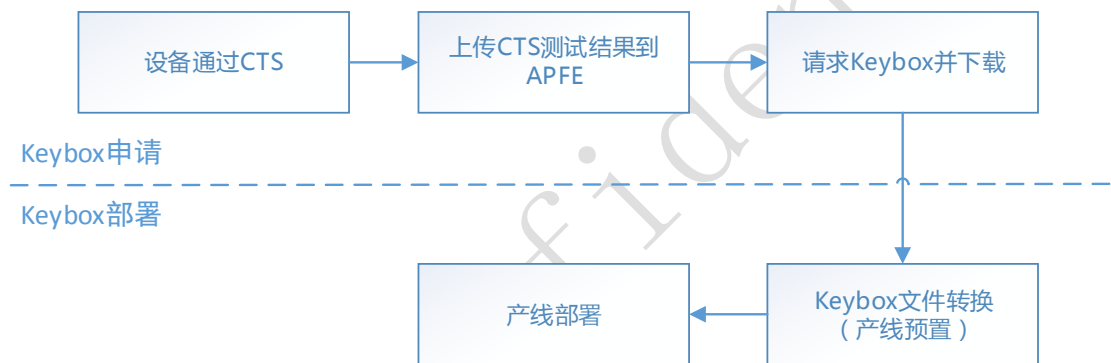 设备通过CTS
上传CTS测试结果到
APFE
请求Keybox并下载
Keybox申请
Keybox部署
产线部署
Keybox文件转换
（产线预置）